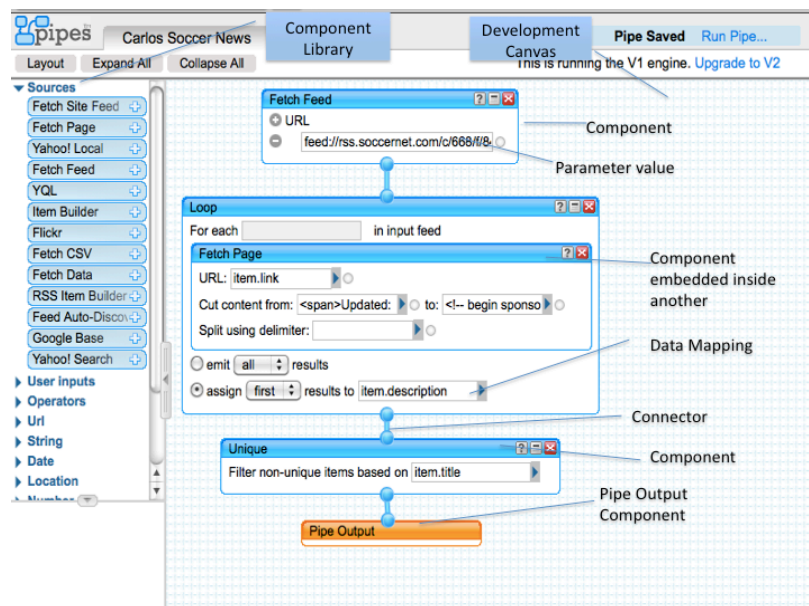 pipes
Carlos Soccer News
Component
Library
Development
Canvas
Pipe Saved Run Pipe...
Layout Expand All Collapse All
This is running the V1 engine. Upgrade to V2
Sources
Fetch Site Feed
Fetch Page
Yahoo! Local
Fetch Feed
YQL
Item Builder
Flickr
Fetch CSV
Fetch Data
RSS Item Builder
Feed Auto-Discov
Google Base
Yahoo! Search
User inputs
Operators
Url
String
Date
Location
Number
Fetch Feed
URL
feed://rss.soccernet.com/c/668/f/8
Component
Parameter value
Loop
For each in input feed
Fetch Page
URL: item.link
Cut content from: <span>Updated: to: <!-- begin sponso
Split using delimiter:
emit all results
assign first results to item.description
Component
embedded inside
another
Data Mapping
Connector
Unique
Filter non-unique items based on item.title
Component
Pipe Output
Pipe Output
Component